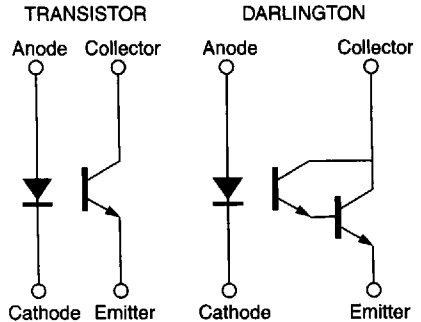 TRANSISTOR DARLINGTON
Anode Collector Anode Collector
Cathode Emitter Cathode Emitter